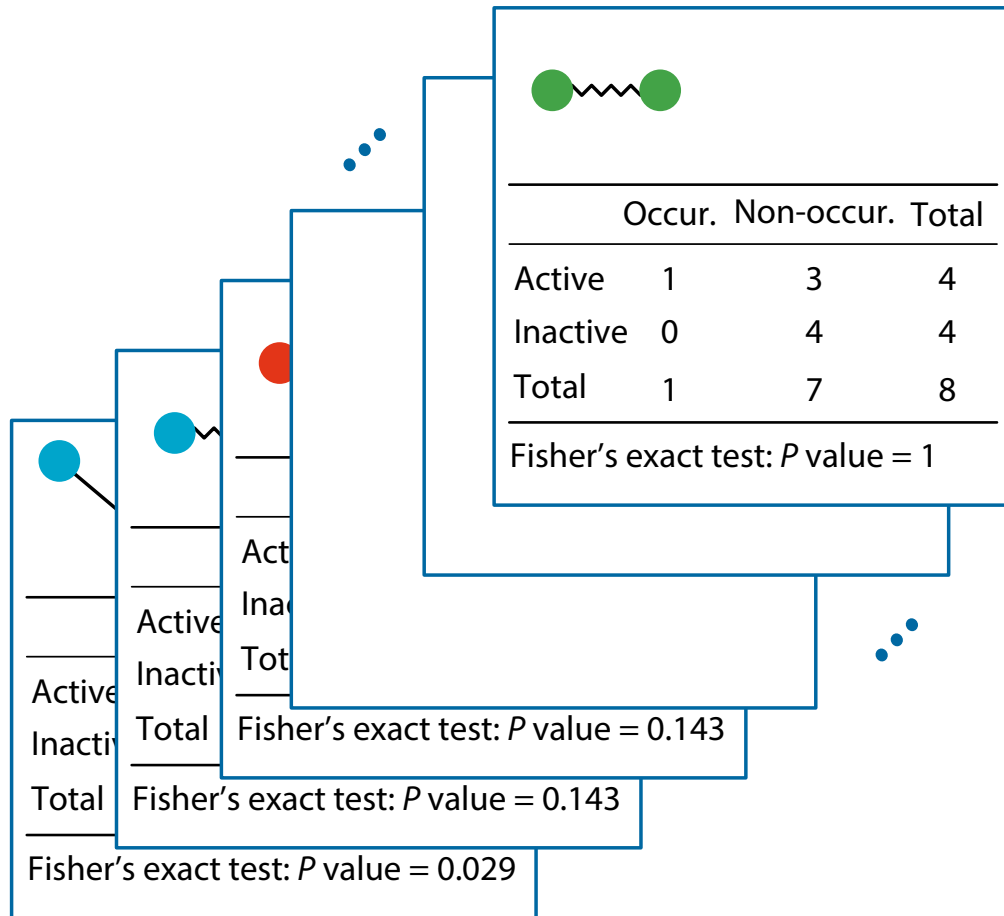 Occur. Non-occur. Total
Active 1 3 4
Inactive 0 4 4
Total 1 7 8
Fisher's exact test: P value = 1
Fisher's exact test: P value = 0.143
Active
Total
Fisher's exact test: P value = 0.143
Active
Total
Fisher's exact test: P value = 0.029